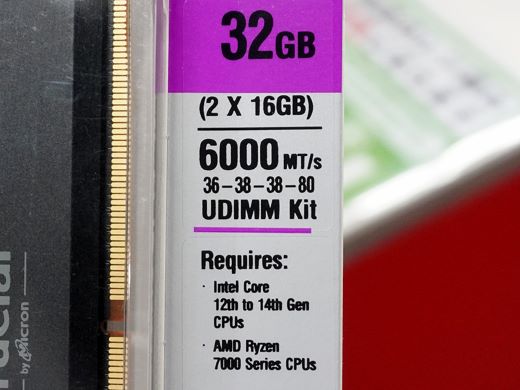 32GB
(2 X 16GB)
6000 MT/s
36-38-38-80
UDIMM Kit
Requires:
· Intel Core
12th to 14th Gen
CPUs
· AMD Ryzen
7000 Series CPUs
by Micron